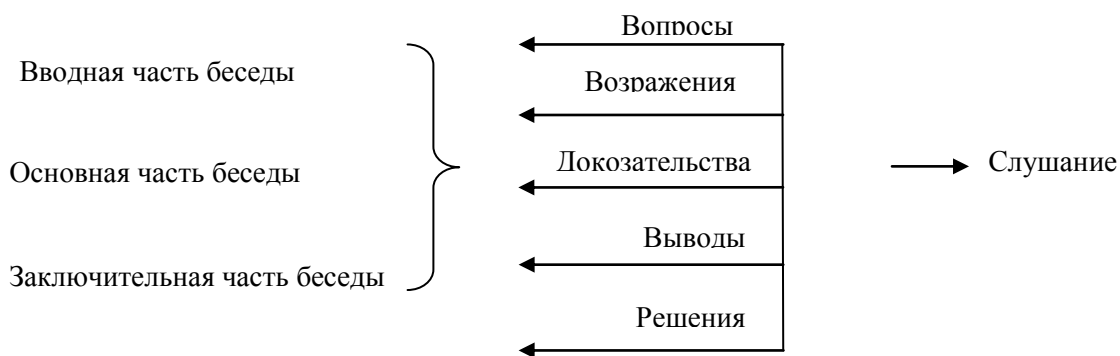 Вопросы
Вводная часть беседы
Возражения
Докозательства
Основная часть беседы
Слушание
Выводы
Заключительная часть беседы
Решения